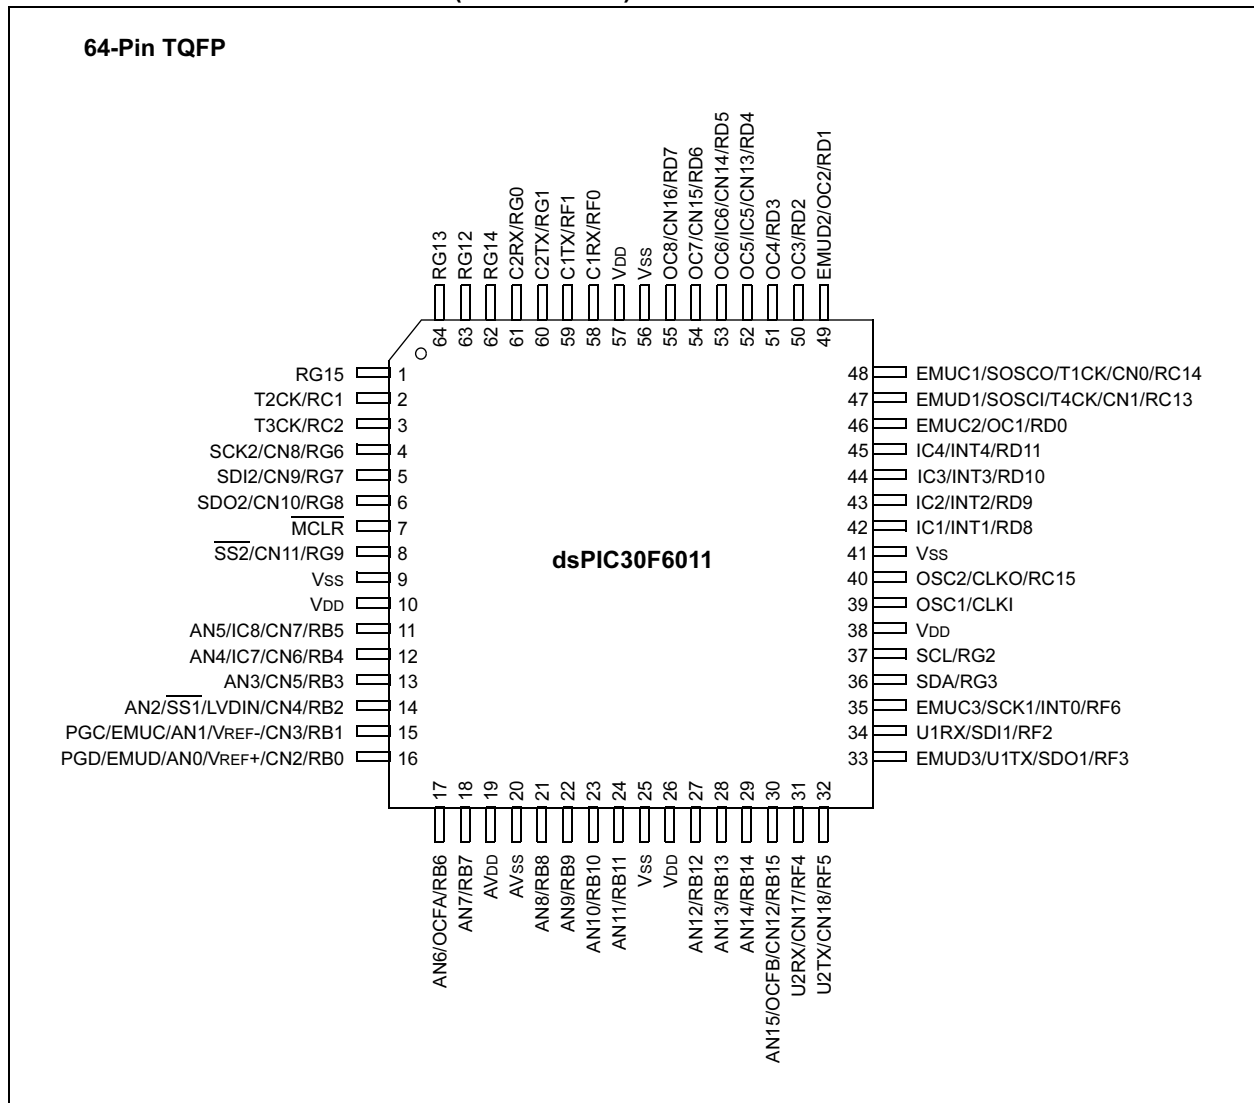 64-Pin TQFP
RG13
RG12
RG14
C2RX/RG0
C2TX/RG1
C1TX/RF1
C1RX/RF0
VDD
VSS
OC8/CN16/RD7
OC7/CN15/RD6
OC6/IC6/CN14/RD5
OC5/IC5/CN13/RD4
OC4/RD3
OC3/RD2
EMUD2/OC2/RD1
64 63 62 61 60 59 58 57 56 55 54 53 52 51 50 49
RG15 1
T2CK/RC1 2
T3CK/RC2 3
SCK2/CN8/RG6 4
SDI2/CN9/RG7 5
SDO2/CN10/RG8 6
MCLR 7
SS2/CN11/RG9 8
VSS 9
VDD 10
AN5/IC8/CN7/RB5 11
AN4/IC7/CN6/RB4 12
AN3/CN5/RB3 13
AN2/SS1/LVDIN/CN4/RB2 14
PGC/EMUC/AN1/VREF-/CN3/RB1 15
PGD/EMUD/AN0/VREF+/CN2/RB0 16
dsPIC30F6011
48 EMUC1/SOSCO/T1CK/CN0/RC14
47 EMUD1/SOSCI/T4CK/CN1/RC13
46 EMUC2/OC1/RD0
45 IC4/INT4/RD11
44 IC3/INT3/RD10
43 IC2/INT2/RD9
42 IC1/INT1/RD8
41 VSS
40 OSC2/CLKO/RC15
39 OSC1/CLKI
38 VDD
37 SCL/RG2
36 SDA/RG3
35 EMUC3/SCK1/INT0/RF6
34 U1RX/SDI1/RF2
33 EMUD3/U1TX/SDO1/RF3
17 18 19 20 21 22 23 24 25 26 27 28 29 30 31 32
AN6/OCFA/RB6
AN7/RB7
AVDD
AVSS
AN8/RB8
AN9/RB9
AN10/RB10
AN11/RB11
VSS
VDD
AN12/RB12
AN13/RB13
AN14/RB14
AN15/OCFB/CN12/RB15
U2RX/CN17/RF4
U2TX/CN18/RF5